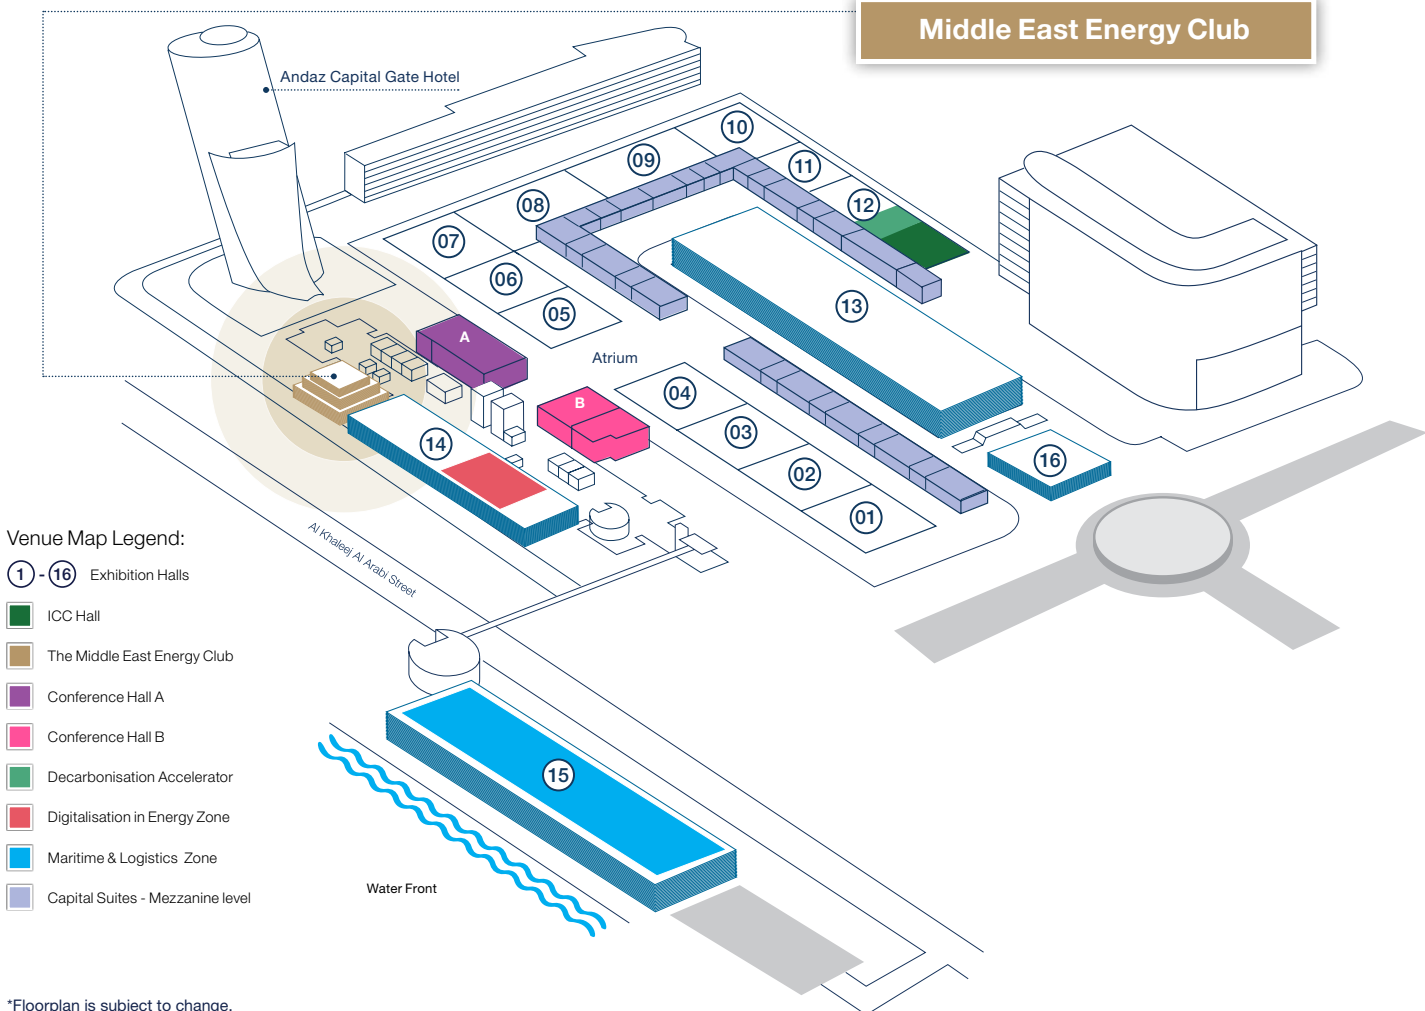 Middle East Energy Club
Andaz Capital Gate Hotel
10
09
11
08
12
07
06
05
13
A
Atrium
04
B
03
14
02
16
01
Al Khaleej Al Arabi Street
Venue Map Legend:
1 - 16 Exhibition Halls
ICC Hall
The Middle East Energy Club
Conference Hall A
Conference Hall B
Decarbonisation Accelerator
Digitalisation in Energy Zone
Maritime & Logistics Zone
Capital Suites - Mezzanine level
15
Water Front
*Floorplan is subject to change.